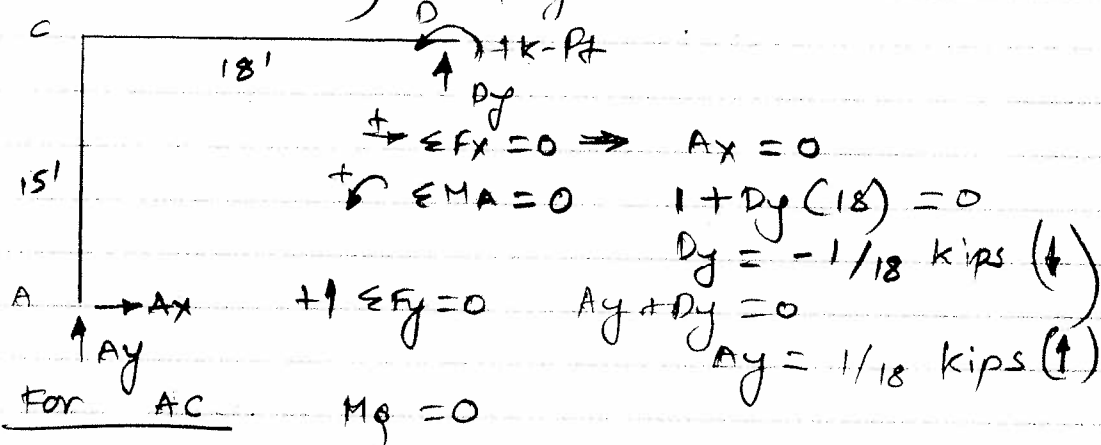 C D 1k-ft
18'
Dy
+→ ΣFx = 0 ⇒ Ax = 0
15' + ΣMA = 0 1 + Dy (18) = 0
Dy = -1/18 kips (↓)
A → Ax +↑ ΣFy = 0 Ay + Dy = 0
↑ Ay Ay = 1/18 kips (↑)
For AC Mθ = 0